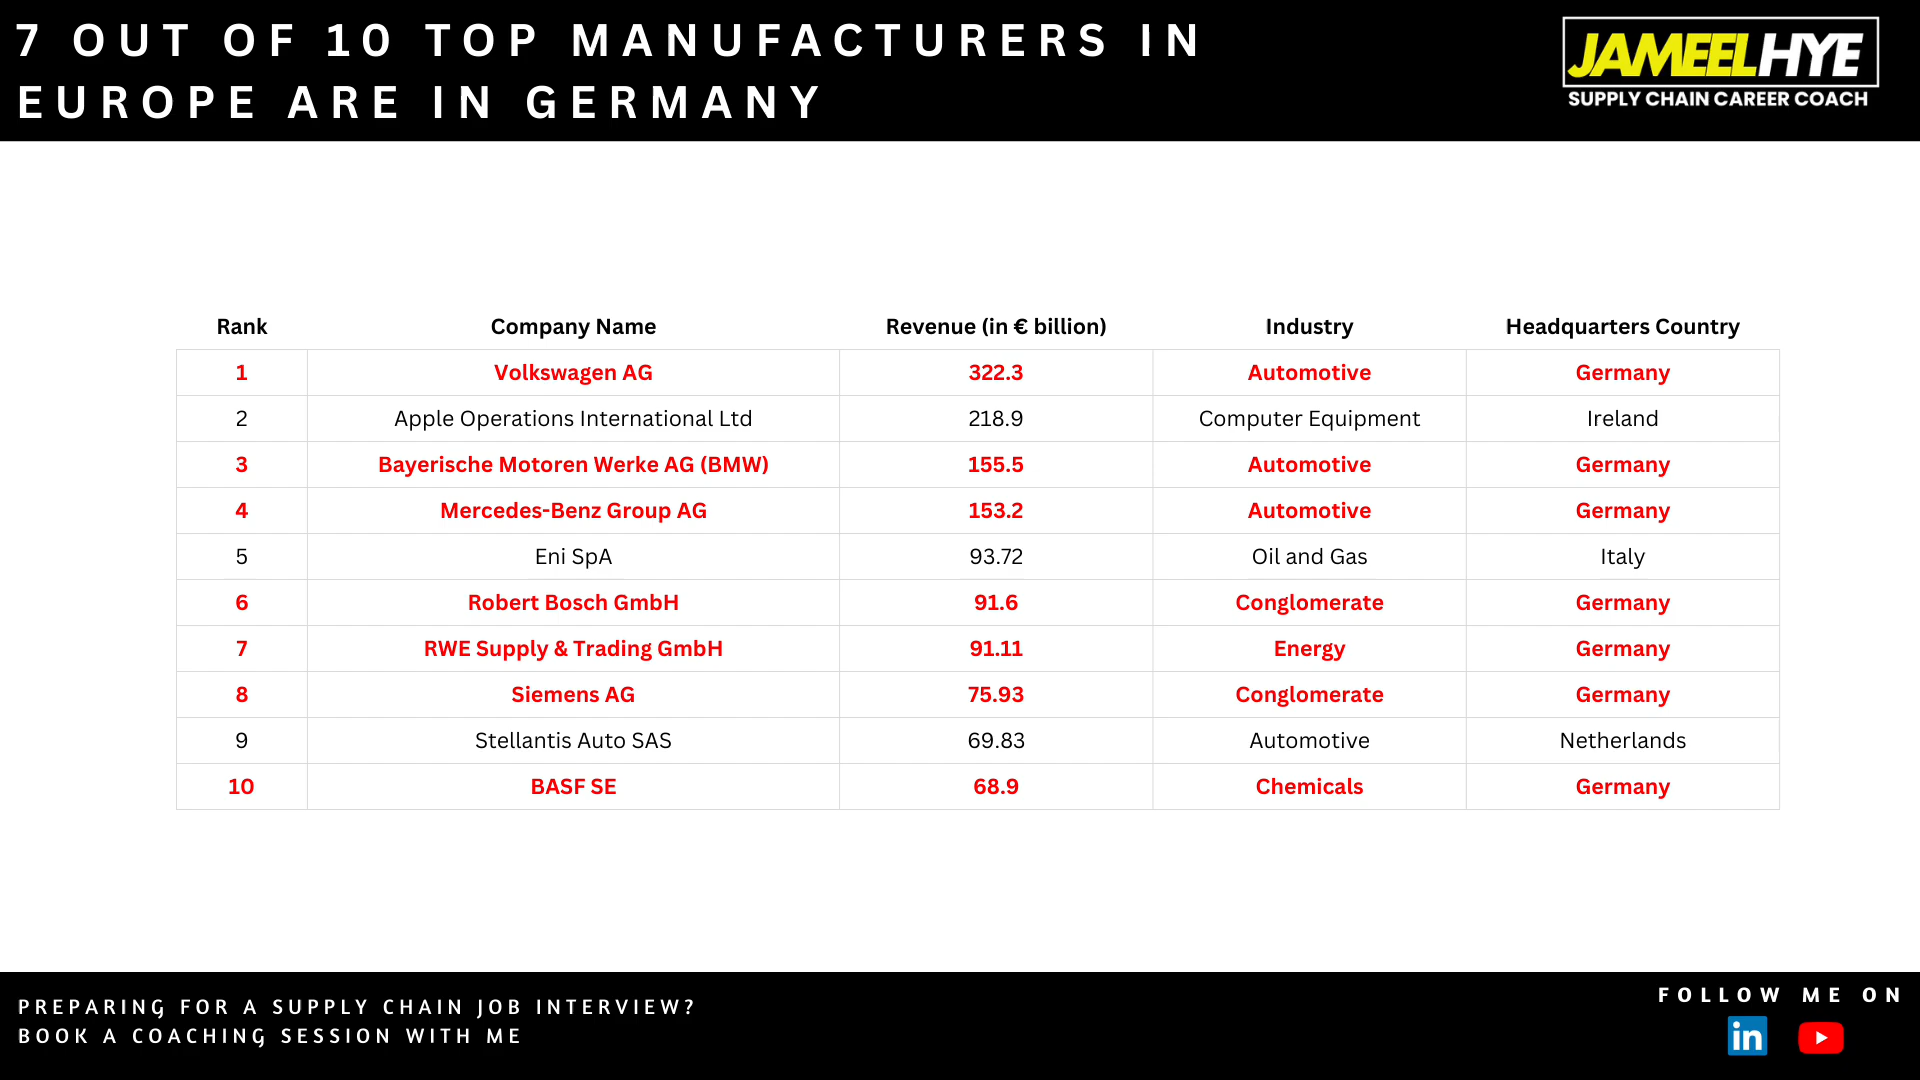 7 OUT OF 10 TOP MANUFACTURERS IN
EUROPE ARE IN GERMANY
JAMEELHYE
SUPPLY CHAIN CAREER COACH
Rank Company Name Revenue (in € billion) Industry Headquarters Country
1 Volkswagen AG 322.3 Automotive Germany
2 Apple Operations International Ltd 218.9 Computer Equipment Ireland
3 Bayerische Motoren Werke AG (BMW) 155.5 Automotive Germany
4 Mercedes-Benz Group AG 153.2 Automotive Germany
5 Eni SpA 93.72 Oil and Gas Italy
6 Robert Bosch GmbH 91.6 Conglomerate Germany
7 RWE Supply & Trading GmbH 91.11 Energy Germany
8 Siemens AG 75.93 Conglomerate Germany
9 Stellantis Auto SAS 69.83 Automotive Netherlands
10 BASF SE 68.9 Chemicals Germany
PREPARING FOR A SUPPLY CHAIN JOB INTERVIEW?
BOOK A COACHING SESSION WITH ME
FOLLOW ME ON
in